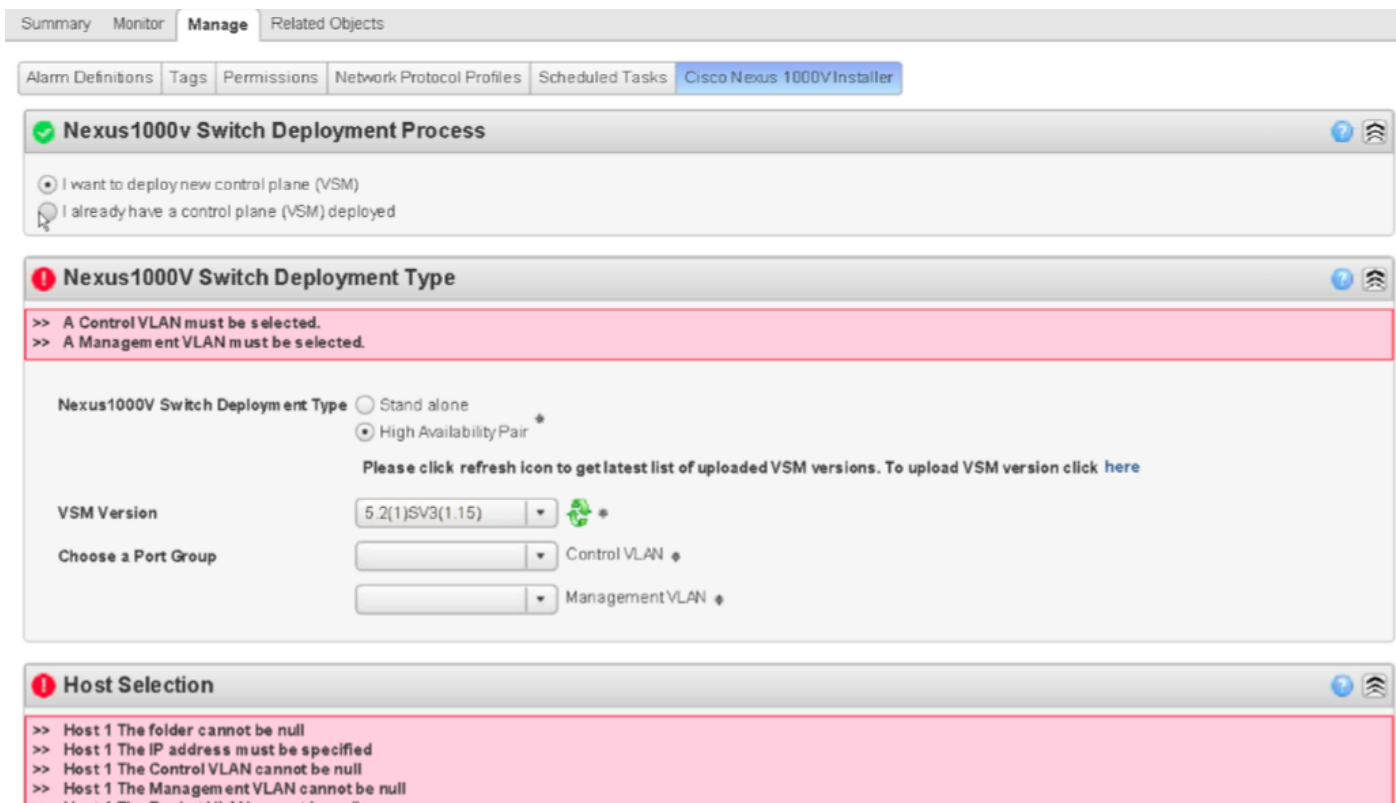 Summary Monitor Manage Related Objects
Alarm Definitions Tags Permissions Network Protocol Profiles Scheduled Tasks Cisco Nexus 1000V Installer
Nexus1000v Switch Deployment Process
I want to deploy new control plane (VSM)
I already have a control plane (VSM) deployed
Nexus1000V Switch Deployment Type
>> A Control VLAN must be selected.
>> A Management VLAN must be selected.
Nexus1000V Switch Deployment Type Stand alone
High Availability Pair *
Please click refresh icon to get latest list of uploaded VSM versions. To upload VSM version click here
VSM Version 5.2(1)SV3(1.15) *
Choose a Port Group Control VLAN *
Management VLAN *
Host Selection
>> Host 1 The folder cannot be null
>> Host 1 The IP address must be specified
>> Host 1 The Control VLAN cannot be null
>> Host 1 The Management VLAN cannot be null